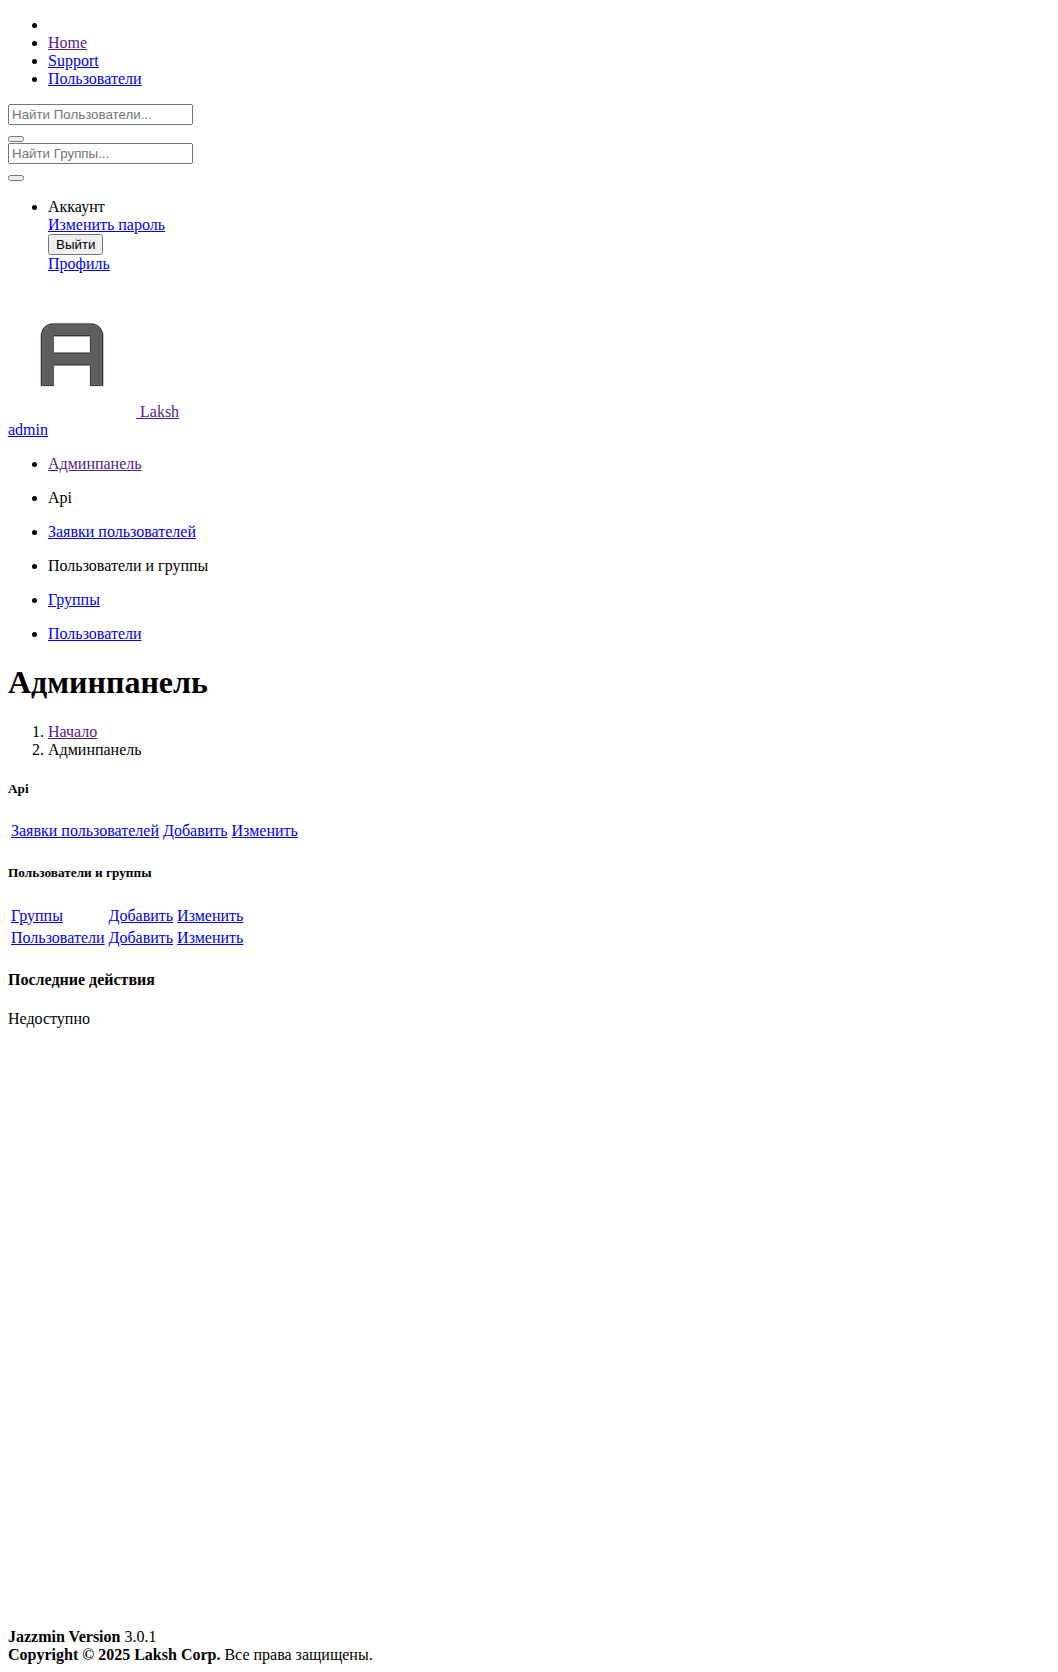 Home
Support
Пользователи
Найти Пользователи...
Найти Группы...
Аккаунт
Изменить пароль
Выйти
Профиль
Laksh
admin
Админпанель
Api
Заявки пользователей
Пользователи и группы
Группы
Пользователи
Админпанель
1. Начало
2. Админпанель
Api
Заявки пользователей Добавить Изменить
Пользователи и группы
Группы Добавить Изменить
Пользователи Добавить Изменить
Последние действия
Недоступно
Jazzmin Version 3.0.1
Copyright © 2025 Laksh Corp. Все права защищены.